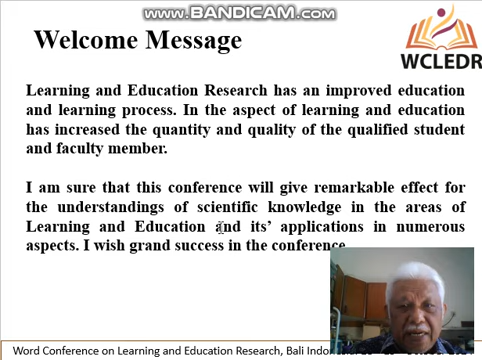 www.BANDICAM.com
Welcome Message
WCLEDR
Learning and Education Research has an improved education
and learning process. In the aspect of learning and education
has increased the quantity and quality of the qualified student
and faculty member.
I am sure that this conference will give remarkable effect for
the understandings of scientific knowledge in the areas of
Learning and Education and its’ applications in numerous
aspects. I wish grand success in the conference
Word Conference on Learning and Education Research, Bali